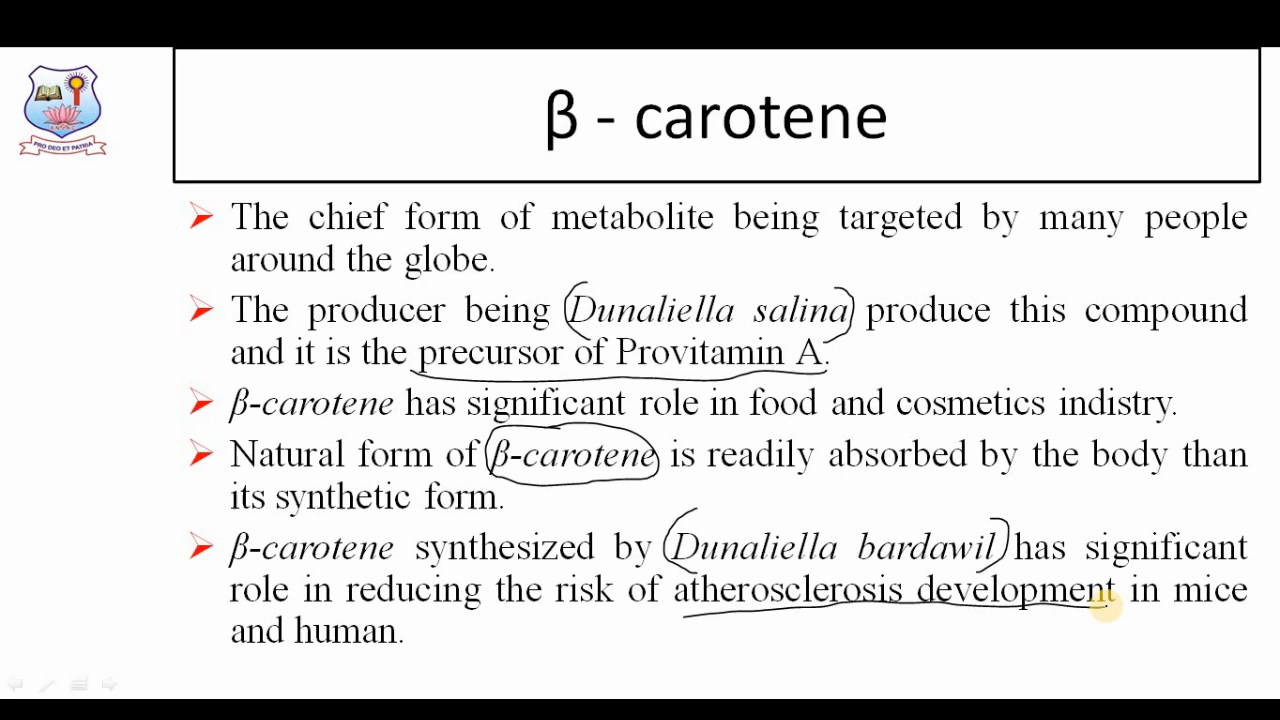 β - carotene
PRO DEO ET PATRIA
The chief form of metabolite being targeted by many people
around the globe.
The producer being Dunaliella salina produce this compound
and it is the precursor of Provitamin A.
β-carotene has significant role in food and cosmetics indistry.
Natural form of β-carotene is readily absorbed by the body than
its synthetic form.
β-carotene synthesized by Dunaliella bardawil has significant
role in reducing the risk of atherosclerosis development in mice
and human.